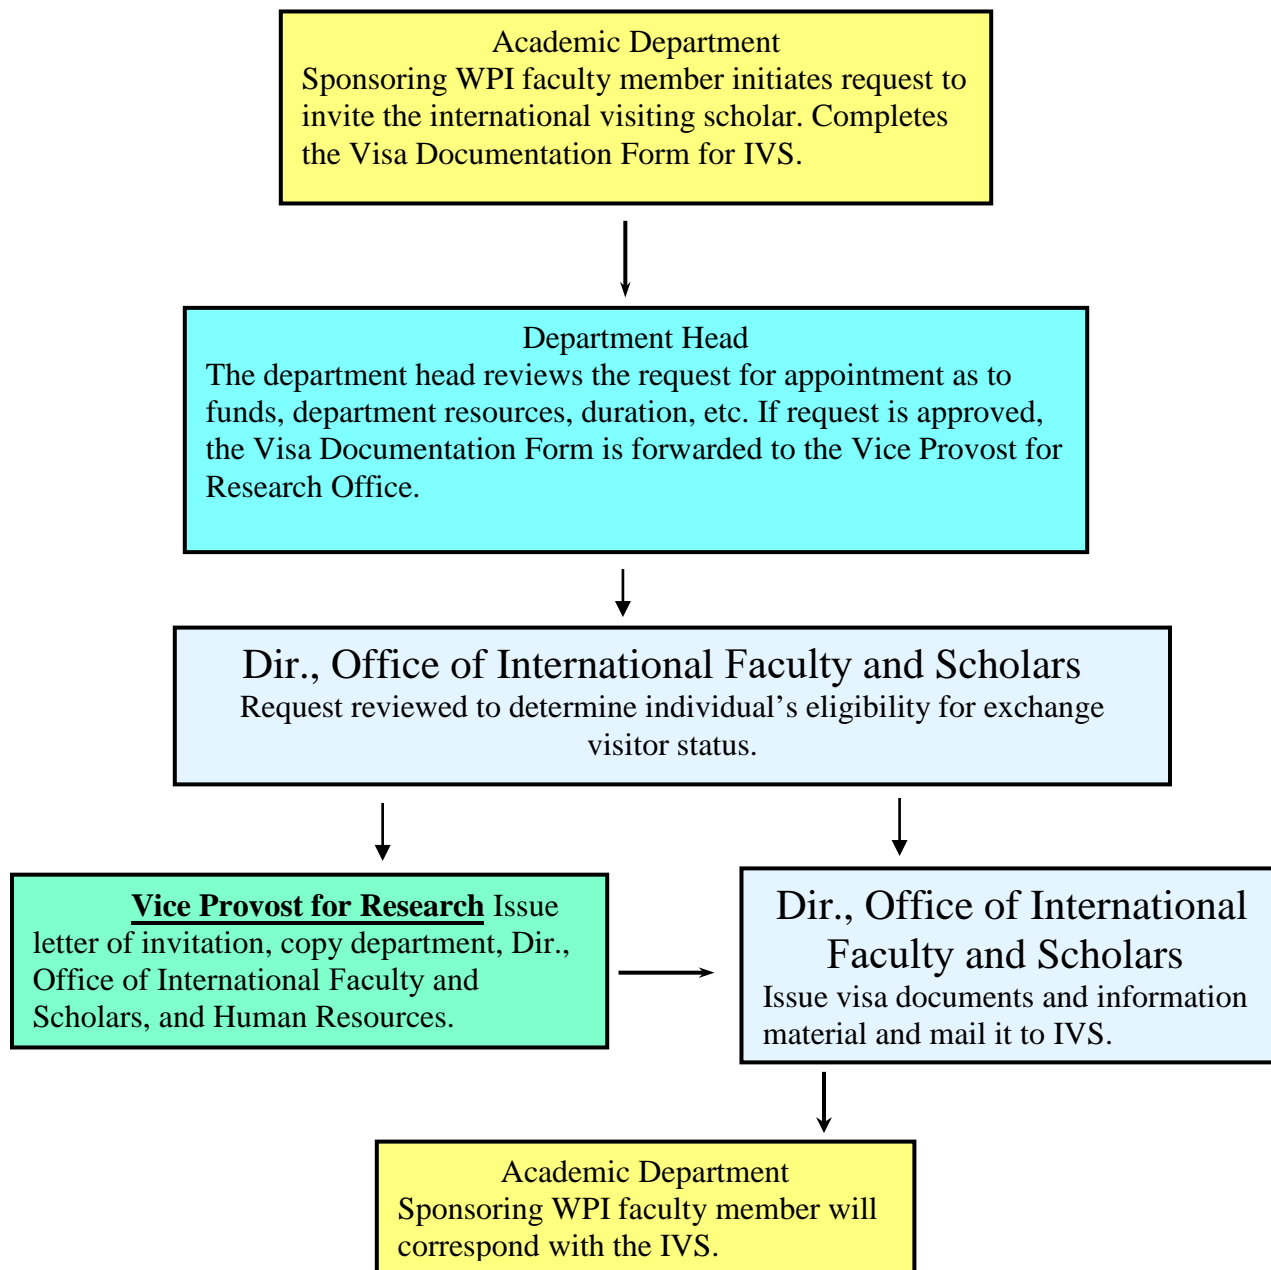 Academic Department
Sponsoring WPI faculty member initiates request to
invite the international visiting scholar. Completes
the Visa Documentation Form for IVS.
Department Head
The department head reviews the request for appointment as to
funds, department resources, duration, etc. If request is approved,
the Visa Documentation Form is forwarded to the Vice Provost for
Research Office.
Dir., Office of International Faculty and Scholars
Request reviewed to determine individual’s eligibility for exchange
visitor status.
Vice Provost for Research Issue
letter of invitation, copy department, Dir.,
Office of International Faculty and
Scholars, and Human Resources.
Dir., Office of International
Faculty and Scholars
Issue visa documents and information
material and mail it to IVS.
Academic Department
Sponsoring WPI faculty member will
correspond with the IVS.